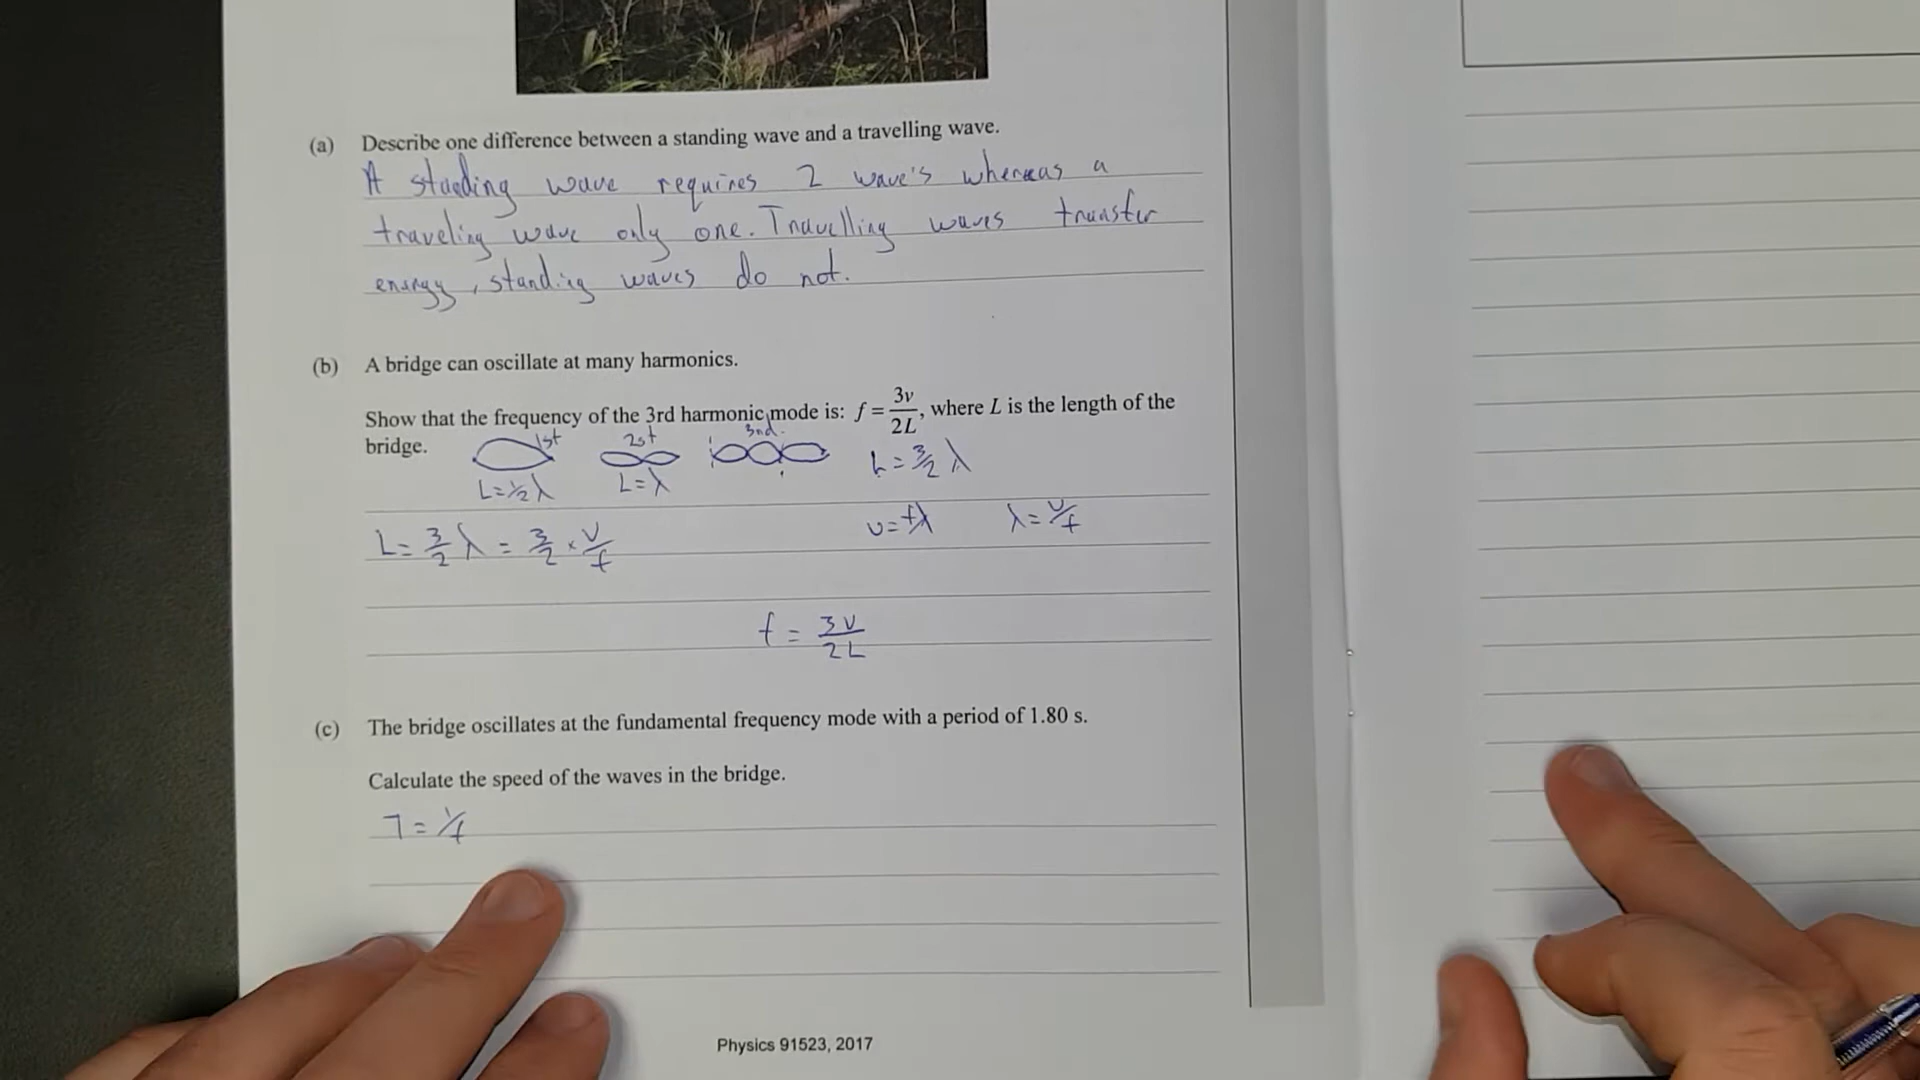 (a) Describe one difference between a standing wave and a travelling wave.
A standing wave requires 2 wave's whereas a
traveling wave only one. Travelling waves transfer
energy, standing waves do not.
(b) A bridge can oscillate at many harmonics.
Show that the frequency of the 3rd harmonic mode is: f = 3v/2L, where L is the length of the
bridge.
1st 2st 3nd.
L=1/2λ L=λ L=3/2 λ
v=fλ λ=v/f
L=3/2 λ = 3/2 × v/f
f = 3v/2L
(c) The bridge oscillates at the fundamental frequency mode with a period of 1.80 s.
Calculate the speed of the waves in the bridge.
T=1/f
Physics 91523, 2017